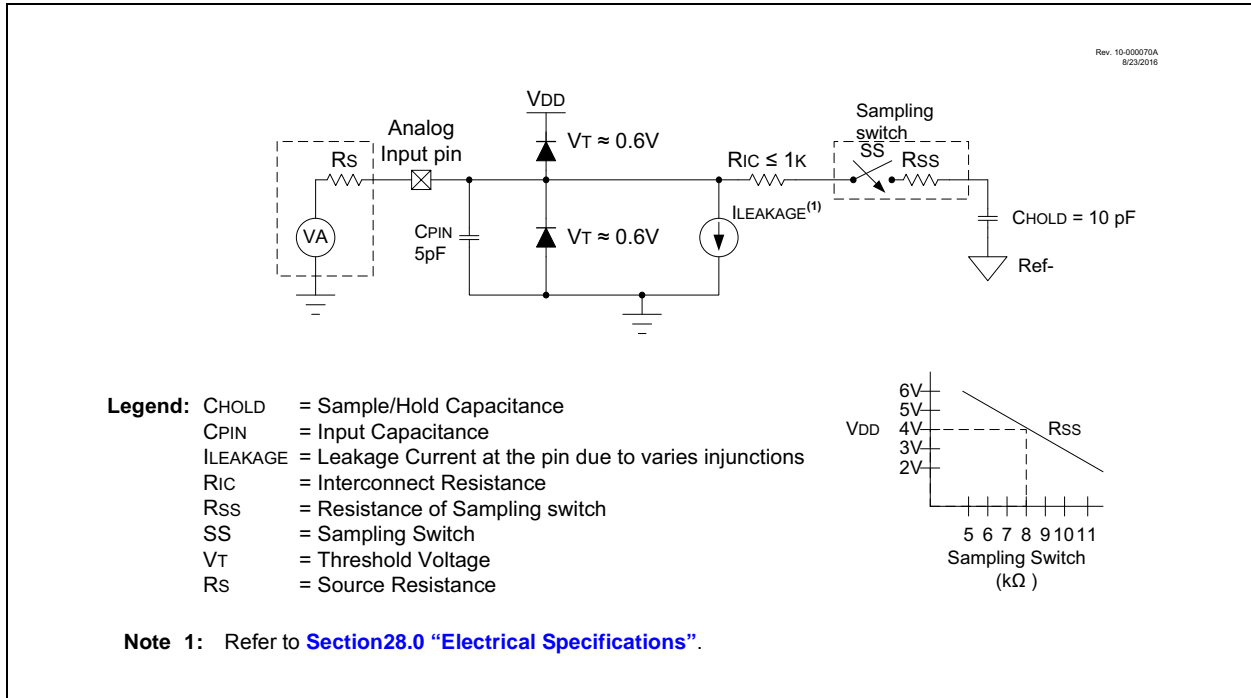 Rev. 10-000070A
8/23/2016
VDD
Sampling
switch
Analog
Input pin
VT ≈ 0.6V
RS
RIC ≤ 1K
SS
RSS
ILEAKAGE(1)
CHOLD = 10 pF
VA
CPIN
5pF
VT ≈ 0.6V
Ref-
Legend: CHOLD = Sample/Hold Capacitance
CPIN = Input Capacitance
ILEAKAGE = Leakage Current at the pin due to varies injunctions
RIC = Interconnect Resistance
RSS = Resistance of Sampling switch
SS = Sampling Switch
VT = Threshold Voltage
RS = Source Resistance
6V
5V
VDD 4V RSS
3V
2V
5 6 7 8 9 10 11
Sampling Switch
(kΩ )
Note 1: Refer to Section28.0 “Electrical Specifications”.